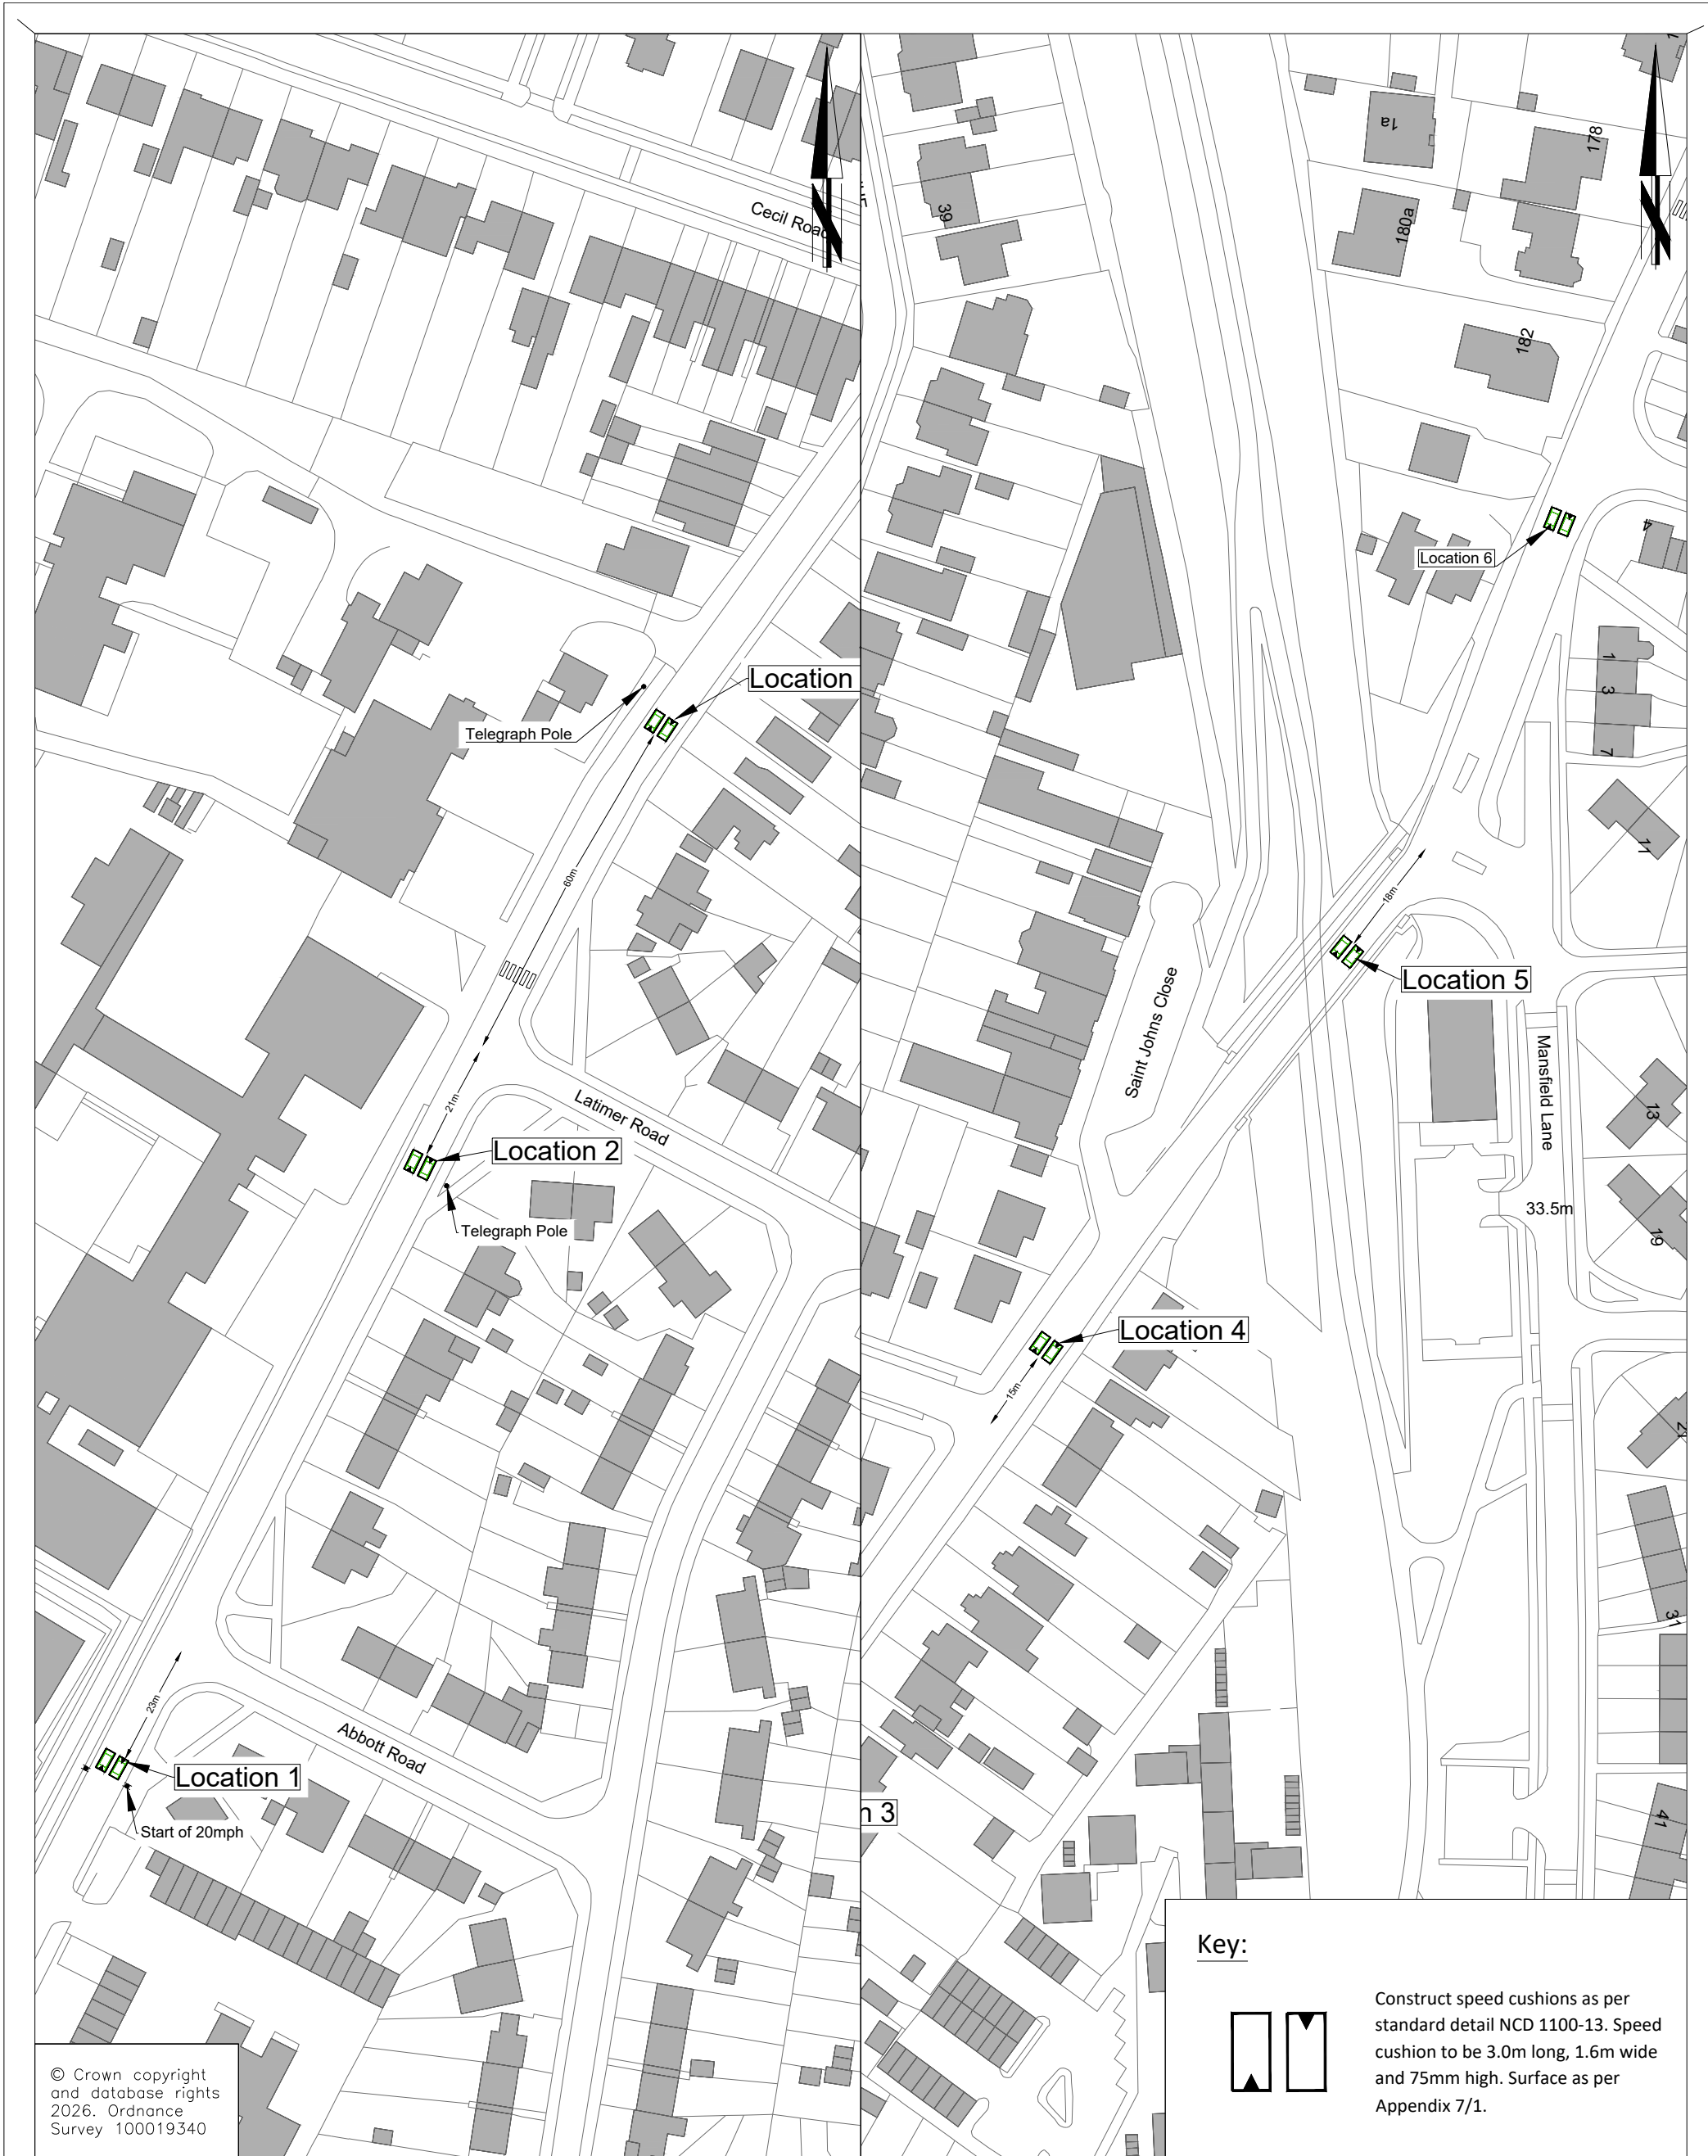 Cecil Road
N
Location
Telegraph Pole
60m
21m
Latimer Road
Location 2
Telegraph Pole
23m
Abbott Road
Location 1
Start of 20mph
© Crown copyright
and database rights
2026. Ordnance
Survey 100019340
39
1a
178
180a
182
N
Location 6
4
1
3
7
11
18m
Location 5
Saint Johns Close
Mansfield Lane
13
33.5m
19
Location 4
15m
21
31
n 3
41
Key:
Construct speed cushions as per
standard detail NCD 1100-13. Speed
cushion to be 3.0m long, 1.6m wide
and 75mm high. Surface as per
Appendix 7/1.